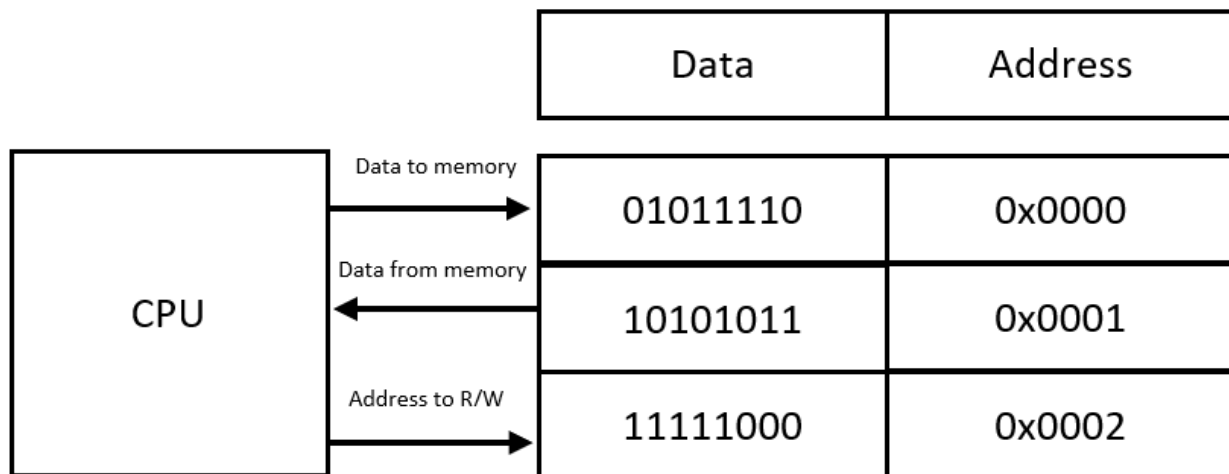 Data Address
Data to memory
01011110 0x0000
Data from memory
CPU
10101011 0x0001
Address to R/W
11111000 0x0002